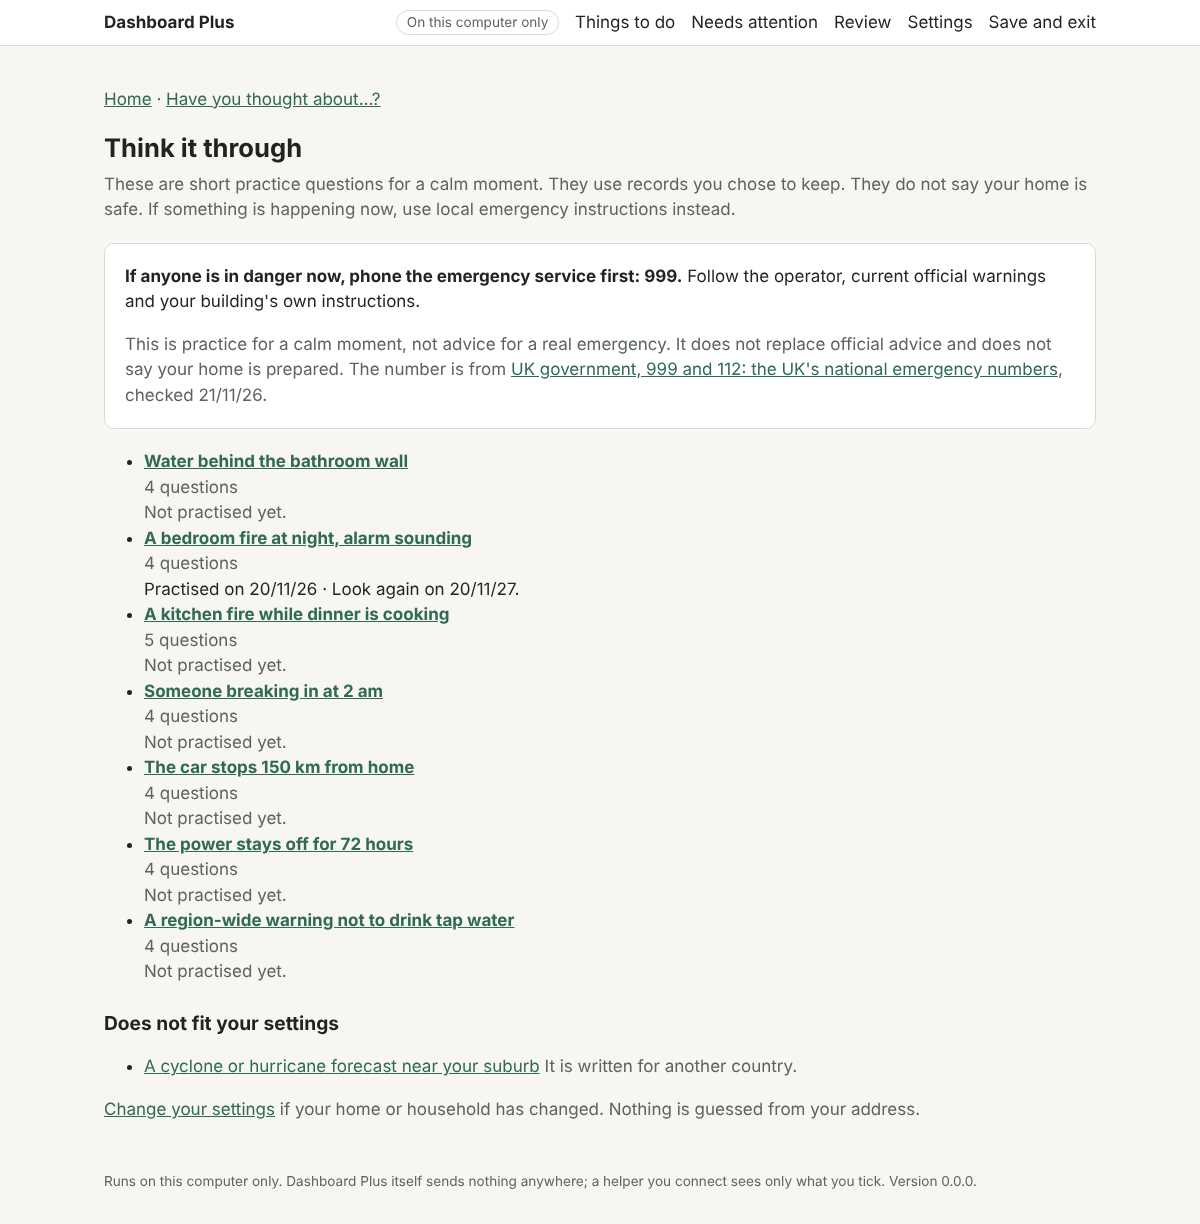 Dashboard Plus
On this computer only
Things to do
Needs attention
Review
Settings
Save and exit
Home · Have you thought about...?
Think it through
These are short practice questions for a calm moment. They use records you chose to keep. They do not say your home is
safe. If something is happening now, use local emergency instructions instead.
If anyone is in danger now, phone the emergency service first: 999. Follow the operator, current official warnings
and your building's own instructions.
This is practice for a calm moment, not advice for a real emergency. It does not replace official advice and does not
say your home is prepared. The number is from UK government, 999 and 112: the UK's national emergency numbers,
checked 21/11/26.
• Water behind the bathroom wall
4 questions
Not practised yet.
• A bedroom fire at night, alarm sounding
4 questions
Practised on 20/11/26 · Look again on 20/11/27.
• A kitchen fire while dinner is cooking
5 questions
Not practised yet.
• Someone breaking in at 2 am
4 questions
Not practised yet.
• The car stops 150 km from home
4 questions
Not practised yet.
• The power stays off for 72 hours
4 questions
Not practised yet.
• A region-wide warning not to drink tap water
4 questions
Not practised yet.
Does not fit your settings
• A cyclone or hurricane forecast near your suburb It is written for another country.
Change your settings if your home or household has changed. Nothing is guessed from your address.
Runs on this computer only. Dashboard Plus itself sends nothing anywhere; a helper you connect sees only what you tick. Version 0.0.0.